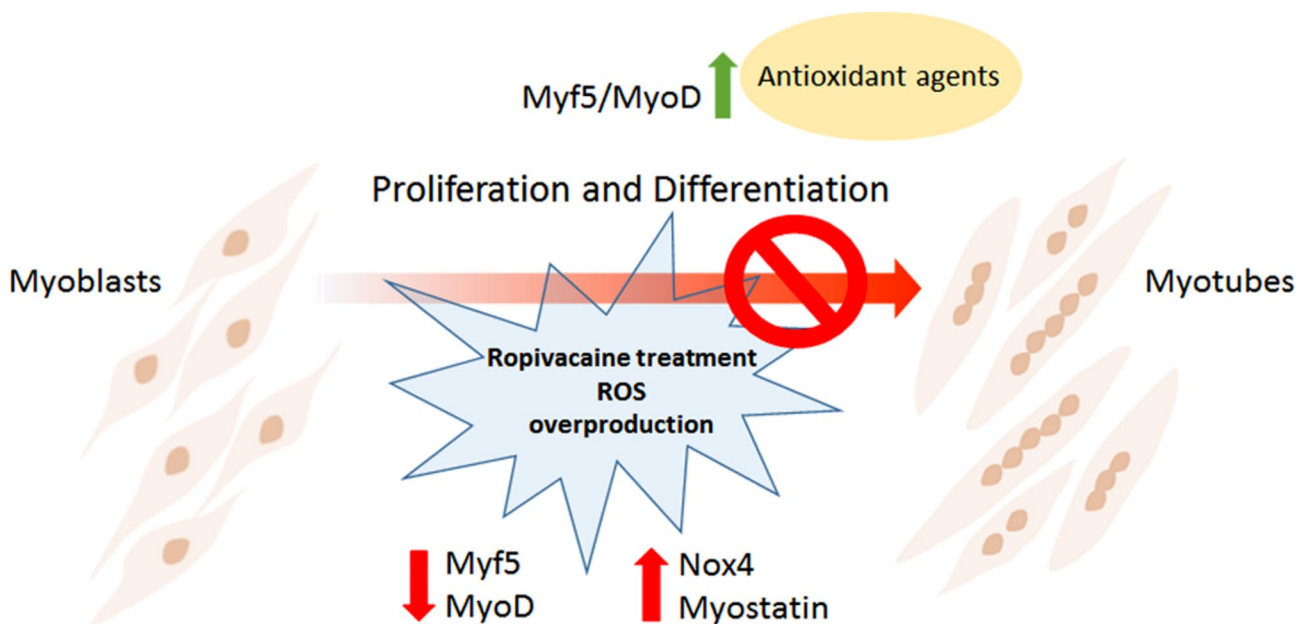 Antioxidant agents
Myf5/MyoD
Proliferation and Differentiation
Myoblasts
Myotubes
Ropivacaine treatment
ROS
overproduction
Myf5
MyoD
Nox4
Myostatin